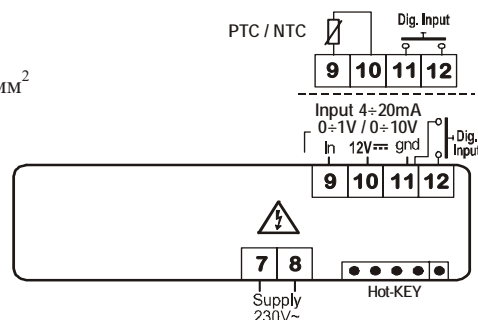 PTC / NTC
Dig. Input
9 10 11 12
мм²
Input 4÷20mA
0÷1V / 0÷10V
In 12V⎓ gnd
Dig.
Input
9 10 11 12
7 8
Hot-KEY
Supply
230V~